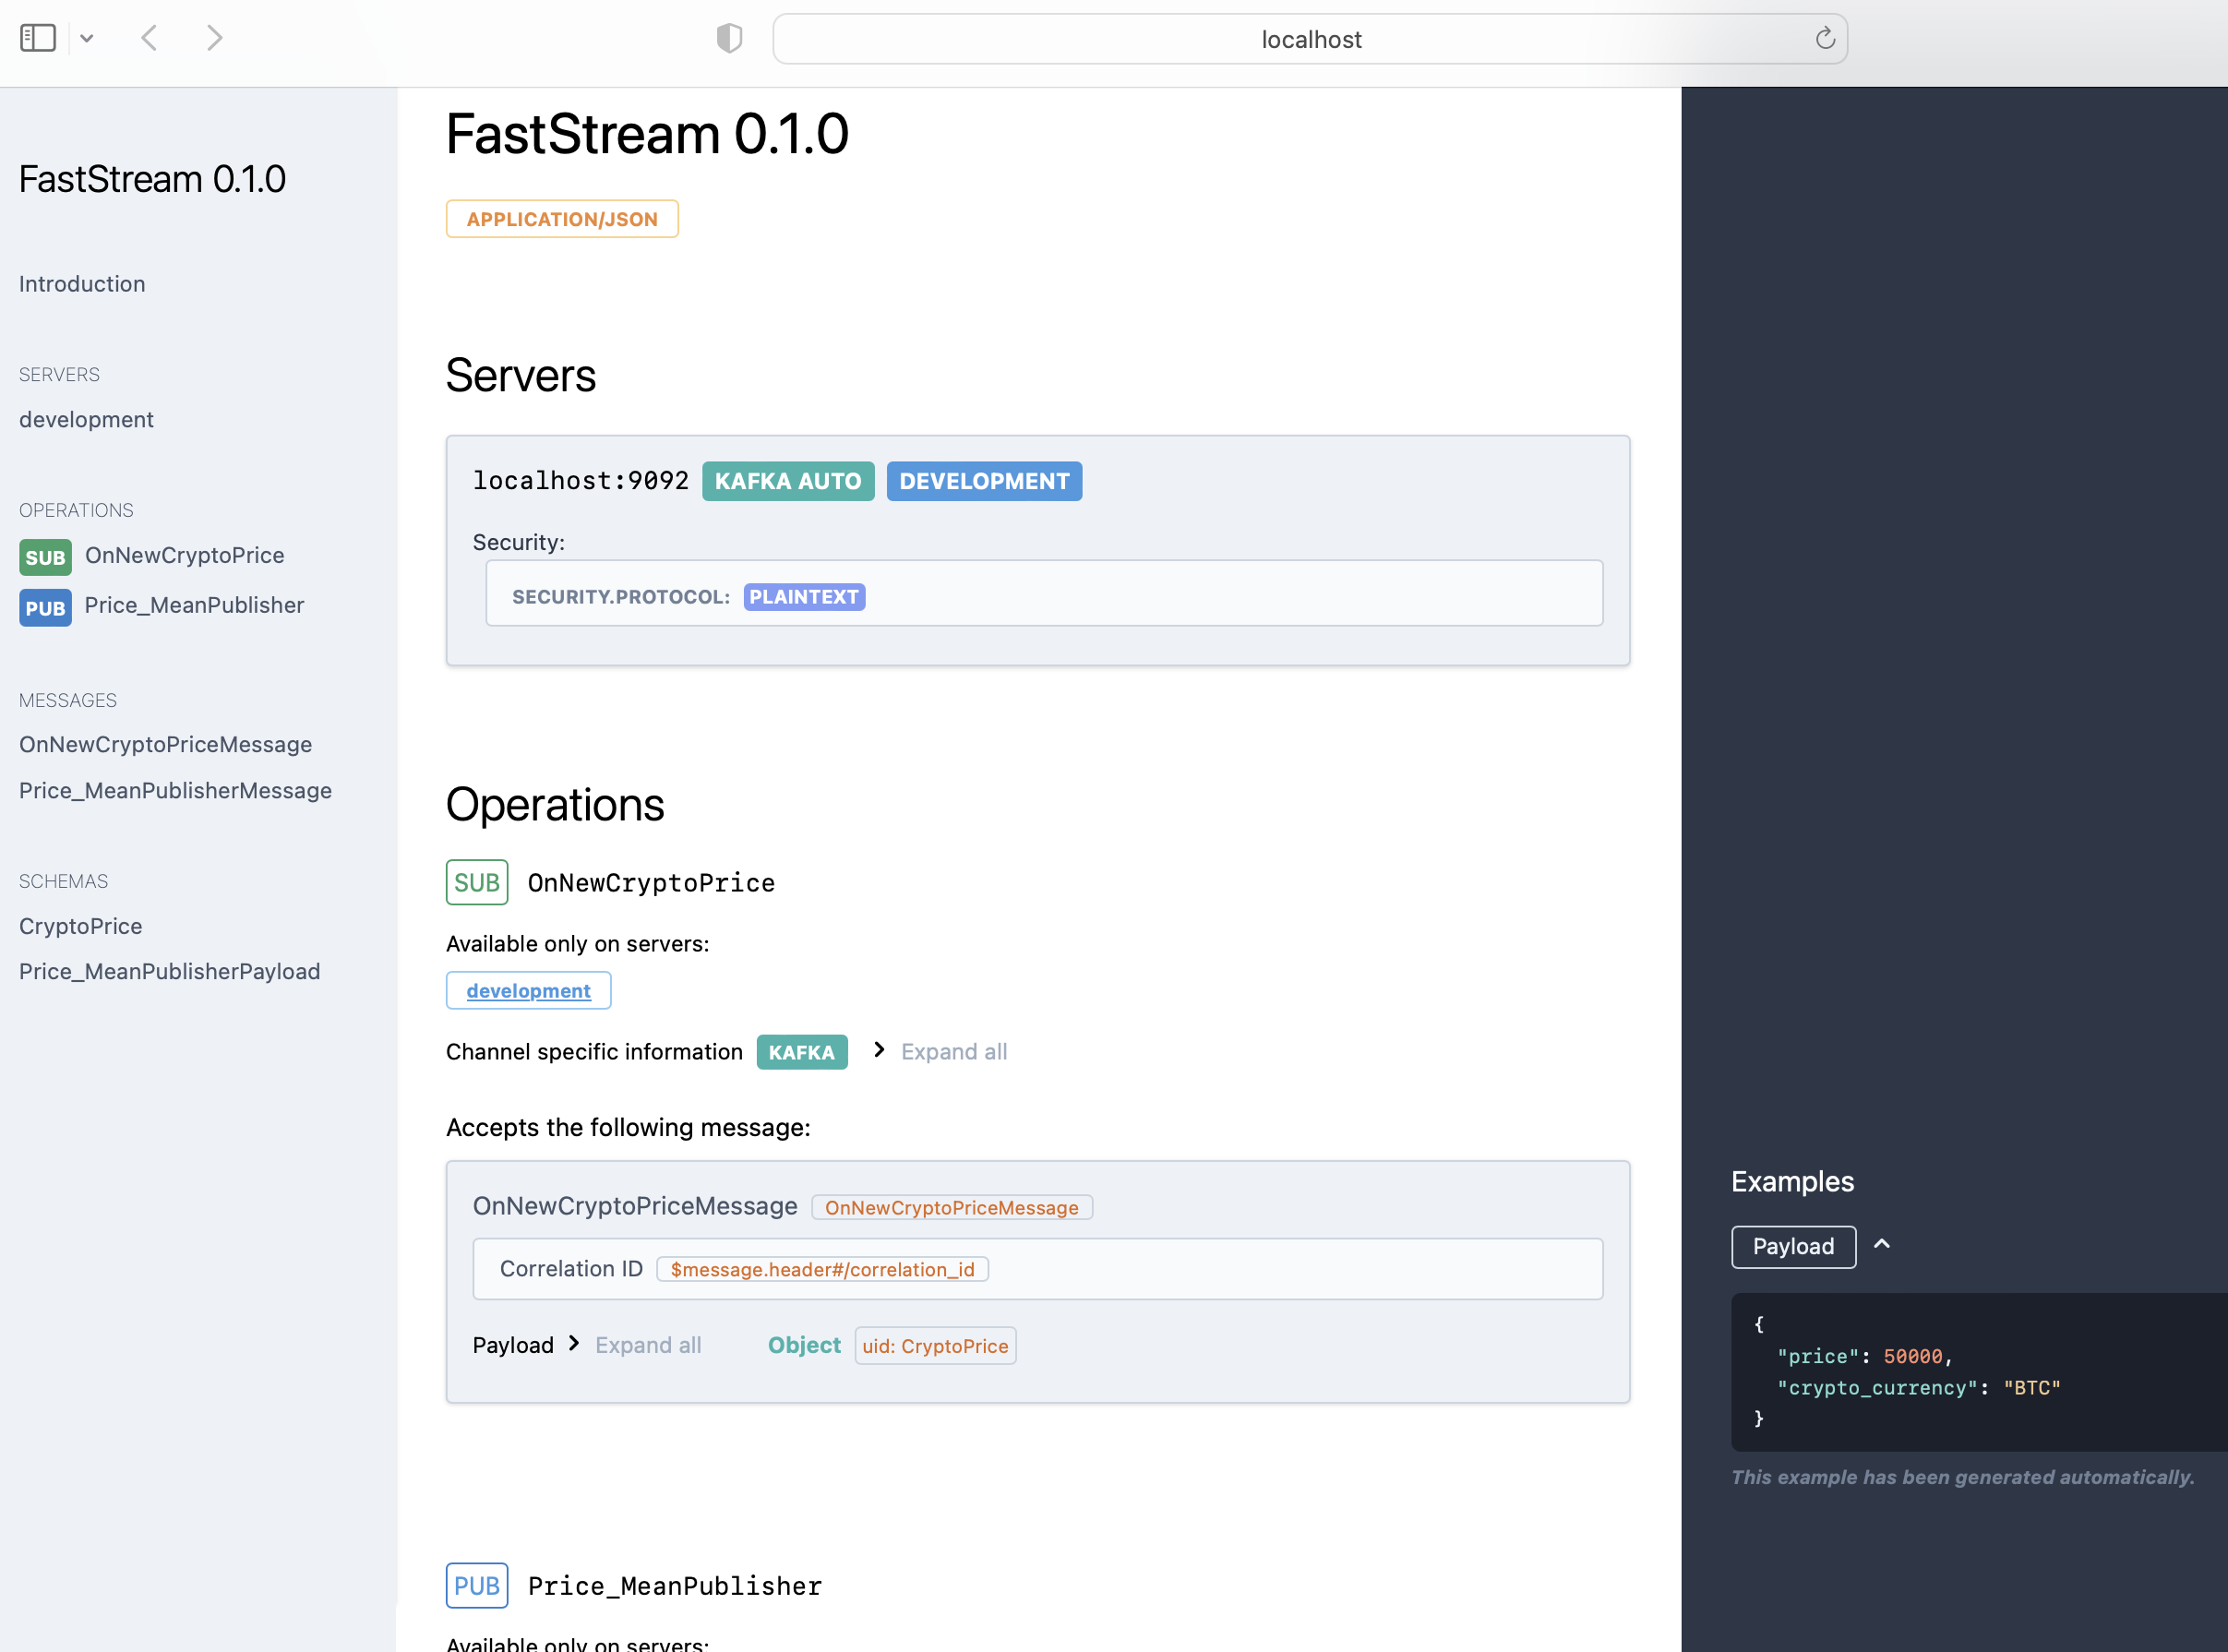 localhost
FastStream 0.1.0
Introduction
SERVERS
development
OPERATIONS
SUB OnNewCryptoPrice
PUB Price_MeanPublisher
MESSAGES
OnNewCryptoPriceMessage
Price_MeanPublisherMessage
SCHEMAS
CryptoPrice
Price_MeanPublisherPayload
FastStream 0.1.0
APPLICATION/JSON
Servers
localhost:9092 KAFKA AUTO DEVELOPMENT
Security:
SECURITY.PROTOCOL: PLAINTEXT
Operations
SUB OnNewCryptoPrice
Available only on servers:
development
Channel specific information KAFKA Expand all
Accepts the following message:
OnNewCryptoPriceMessage OnNewCryptoPriceMessage
Correlation ID $message.header#/correlation_id
Payload Expand all Object uid: CryptoPrice
PUB Price_MeanPublisher
Available only on servers:
Examples
Payload
{
"price": 50000,
"crypto_currency": "BTC"
}
This example has been generated automatically.